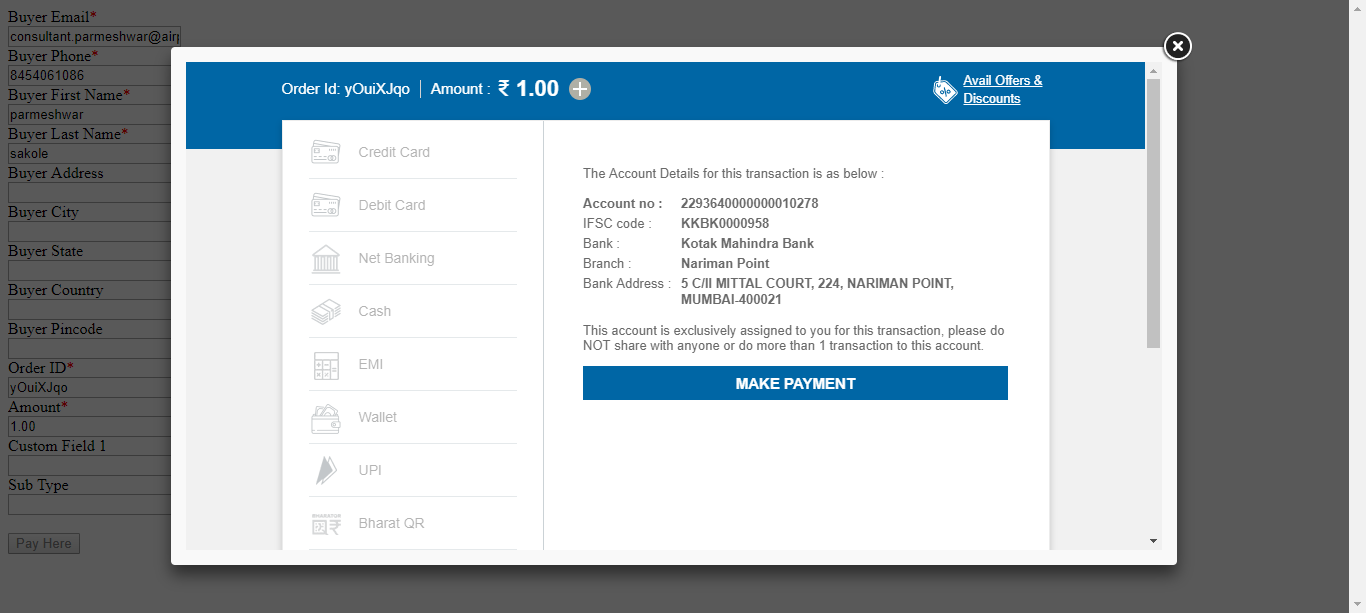 Buyer Email*
consultant.parmeshwar@air
Buyer Phone*
8454061086
Buyer First Name*
parmeshwar
Buyer Last Name*
sakole
Buyer Address
Buyer City
Buyer State
Buyer Country
Buyer Pincode
Order ID*
yOuiXJqo
Amount*
1.00
Custom Field 1
Sub Type
Pay Here
Order Id: yOuiXJqo | Amount : ₹ 1.00
Avail Offers &
Discounts
Credit Card
Debit Card
Net Banking
Cash
EMI
Wallet
UPI
Bharat QR
The Account Details for this transaction is as below :
Account no : 2293640000000010278
IFSC code : KKBK0000958
Bank : Kotak Mahindra Bank
Branch : Nariman Point
Bank Address : 5 C/II MITTAL COURT, 224, NARIMAN POINT,
MUMBAI-400021
This account is exclusively assigned to you for this transaction, please do
NOT share with anyone or do more than 1 transaction to this account.
MAKE PAYMENT